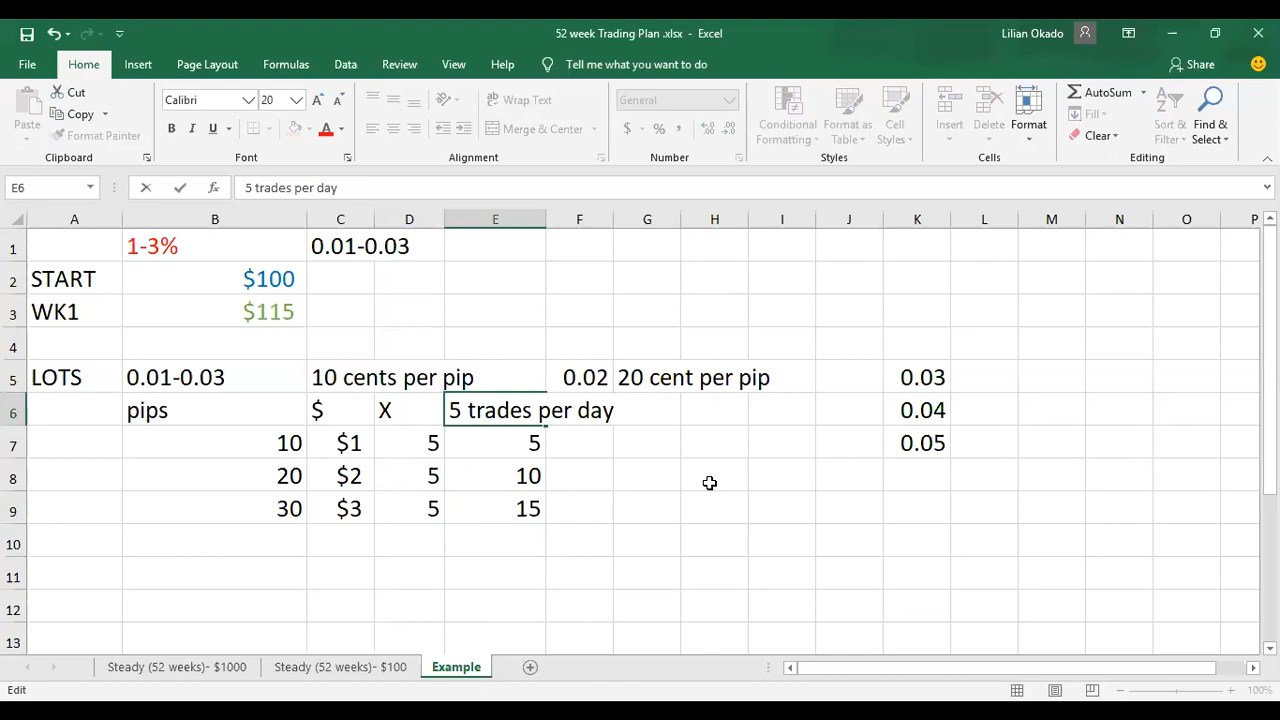 52 week Trading Plan .xlsx - Excel
Lilian Okado
File Home Insert Page Layout Formulas Data Review View Help Tell me what you want to do Share
Paste Cut Copy Format Painter Clipboard
Calibri 20 B I U A Font
Wrap Text Merge & Center Alignment
General $ % , Number
Conditional Formatting Format as Table Cell Styles Styles
Insert Delete Format Cells
AutoSum Fill Clear Sort & Filter Find & Select Editing
E6 fx 5 trades per day
A B C D E F G H I J K L M N O P
1 1-3% 0.01-0.03
2 START $100
3 WK1 $115
4
5 LOTS 0.01-0.03 10 cents per pip 0.02 20 cent per pip 0.03
6 pips $ X 5 trades per day 0.04
7 10 $1 5 5 0.05
8 20 $2 5 10
9 30 $3 5 15
10
11
12
13
Steady (52 weeks)- $1000 Steady (52 weeks)- $100 Example
Edit 100%